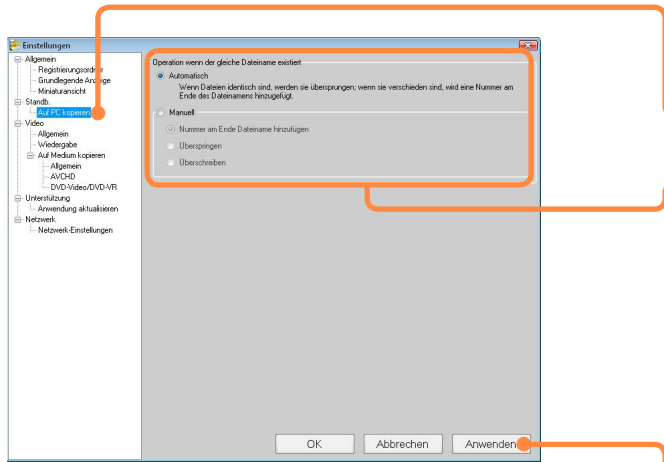 Einstellungen
Allgemein
Registrierungsordner
Grundlegende Anzeige
Miniaturansicht
Standb.
Auf PC kopieren
Video
Allgemein
Wiedergabe
Auf Medium kopieren
Allgemein
AVCHD
DVD-Video/DVD-VR
Unterstützung
Anwendung aktualisieren
Netzwerk
Netzwerk-Einstellungen
Operation wenn der gleiche Dateiname existiert
Automatisch
Wenn Dateien identisch sind, werden sie übersprungen; wenn sie verschieden sind, wird eine Nummer am
Ende des Dateinamens hinzugefügt.
Manuell
Nummer am Ende Dateiname hinzufügen
Überspringen
Überschreiben
OK
Abbrechen
Anwenden